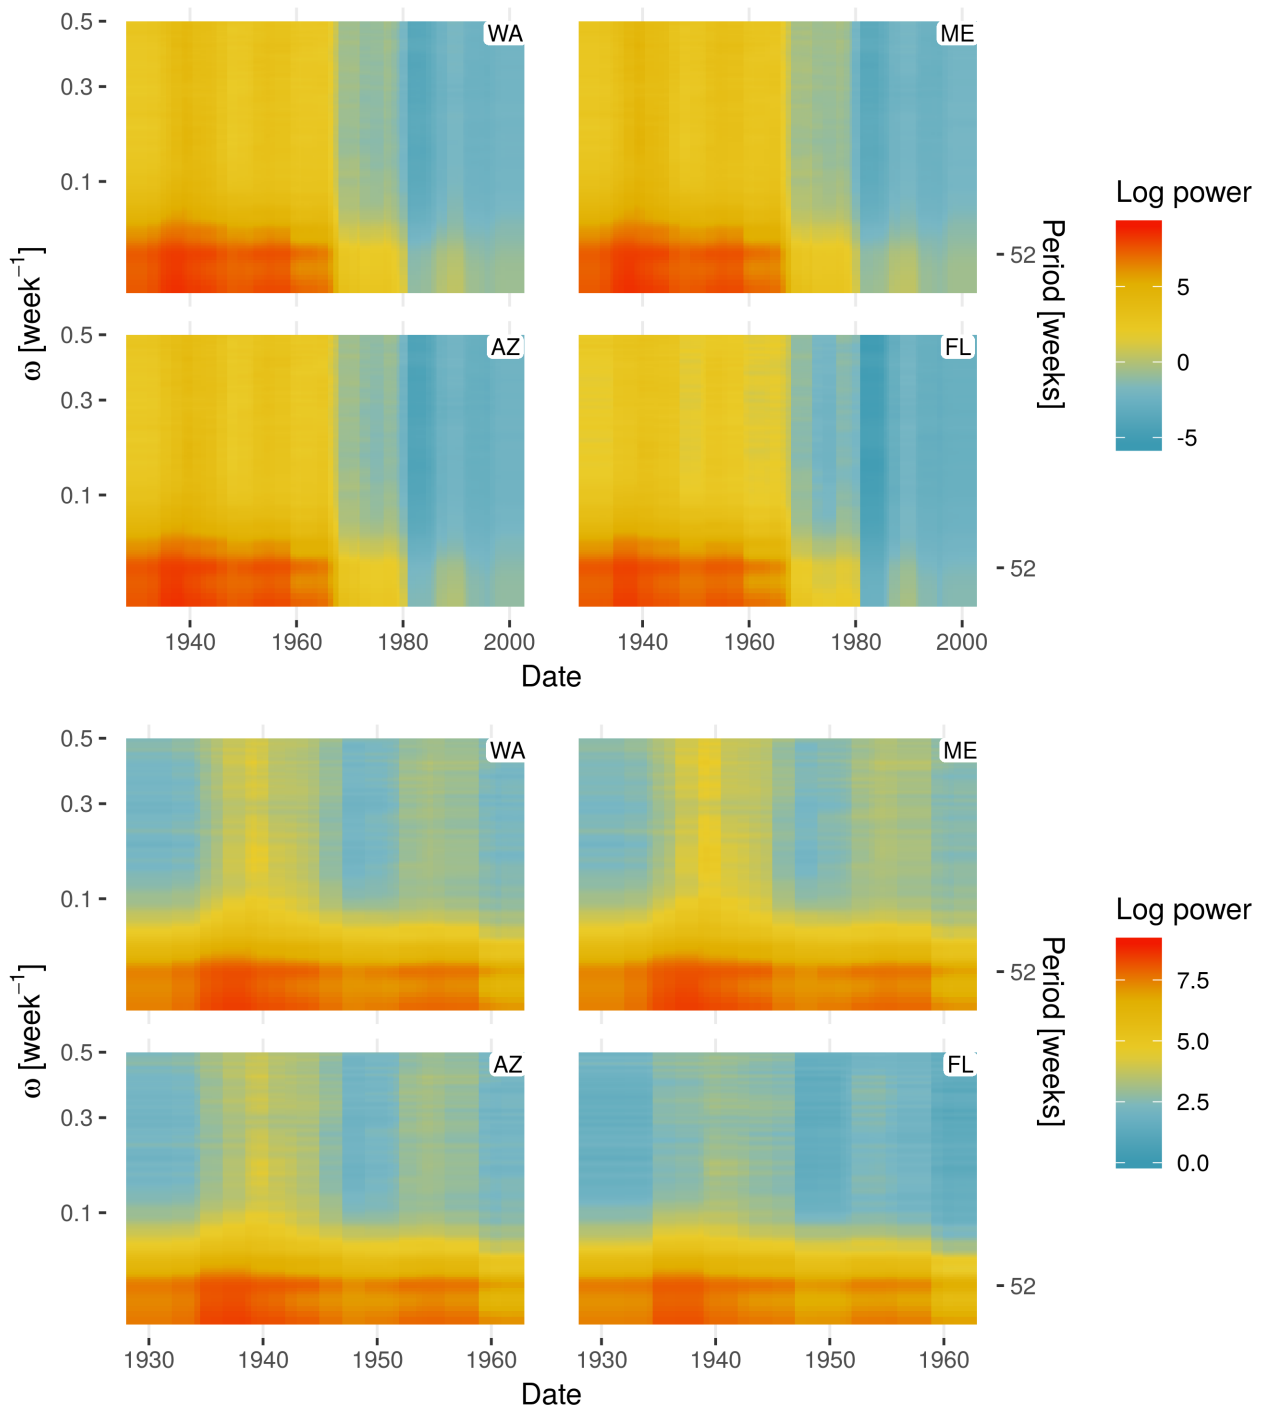 0.5
0.3
0.1
WA
ME
52
0.5
0.3
0.1
AZ
FL
52
1940 1960 1980 2000
1940 1960 1980 2000
Date
ω [week⁻¹]
Period [weeks]
Log power
5
0
-5
0.5
0.3
0.1
WA
ME
52
0.5
0.3
0.1
AZ
FL
52
1930 1940 1950 1960
1930 1940 1950 1960
Date
ω [week⁻¹]
Period [weeks]
Log power
7.5
5.0
2.5
0.0